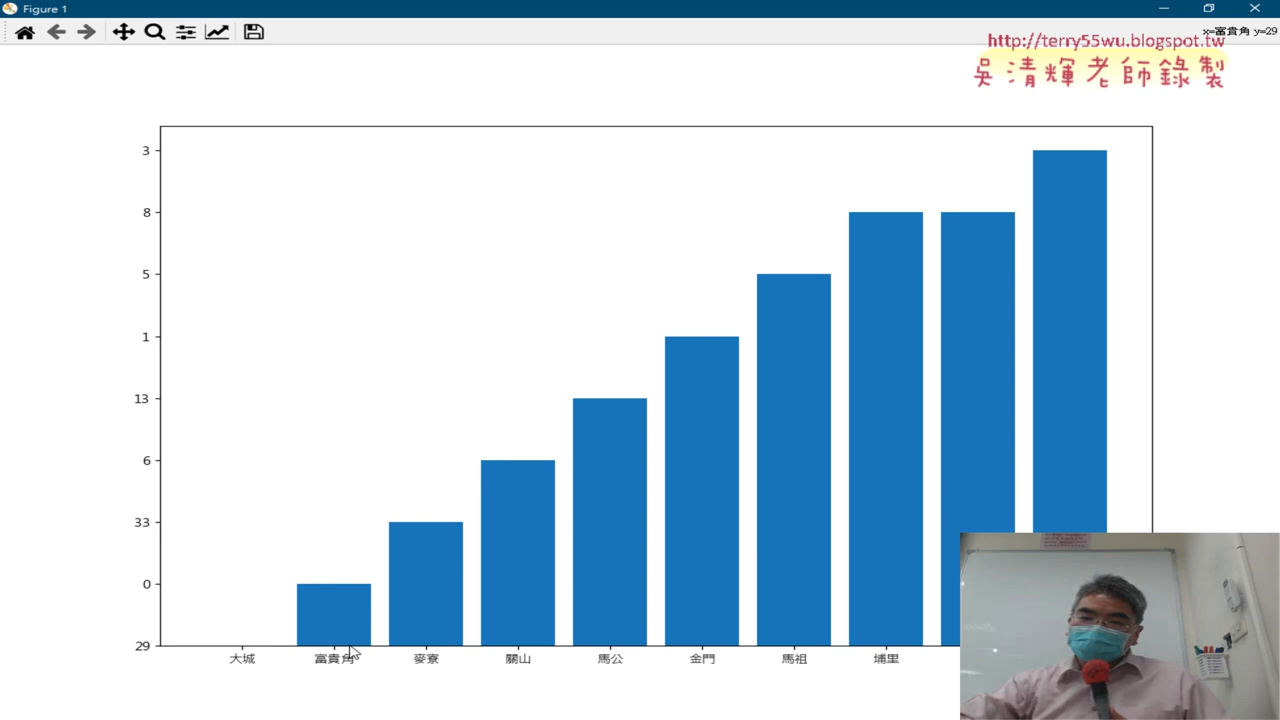 Figure 1
x=富貴角 y=29
http://terry55wu.blogspot.tw
吳清輝老師錄製
3
8
5
1
13
6
33
0
29
大城 富貴角 麥寮 關山 馬公 金門 馬祖 埔里